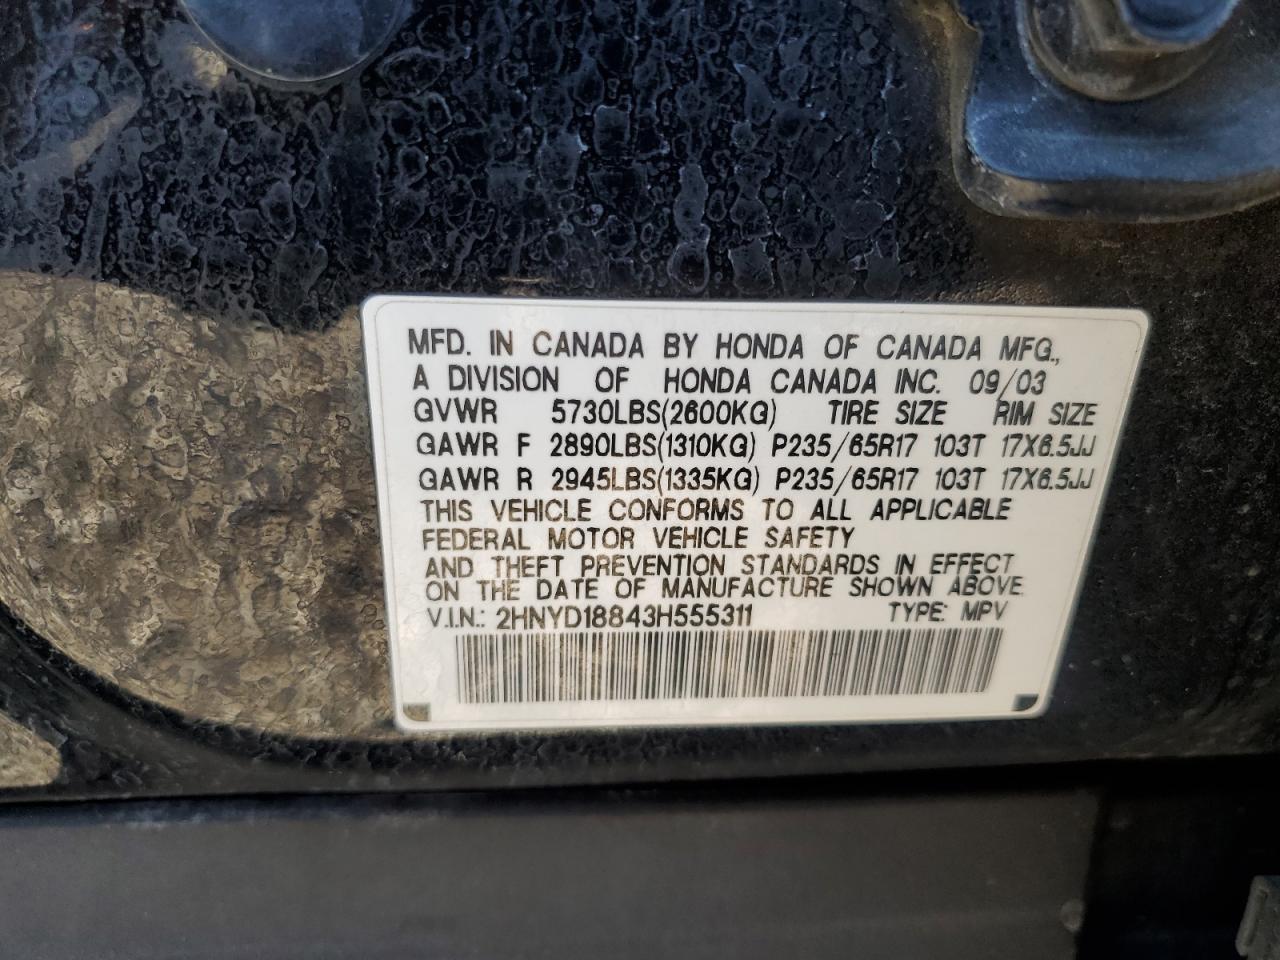 MFD. IN CANADA BY HONDA OF CANADA MFG.,
A DIVISION OF HONDA CANADA INC. 09/03
GVWR 5730LBS(2600KG) TIRE SIZE RIM SIZE
GAWR F 2890LBS(1310KG) P235/65R17 103T 17X6.5JJ
GAWR R 2945LBS(1335KG) P235/65R17 103T 17X6.5JJ
THIS VEHICLE CONFORMS TO ALL APPLICABLE
FEDERAL MOTOR VEHICLE SAFETY
AND THEFT PREVENTION STANDARDS IN EFFECT
ON THE DATE OF MANUFACTURE SHOWN ABOVE.
V.I.N.: 2HNYD18843H555311 TYPE: MPV